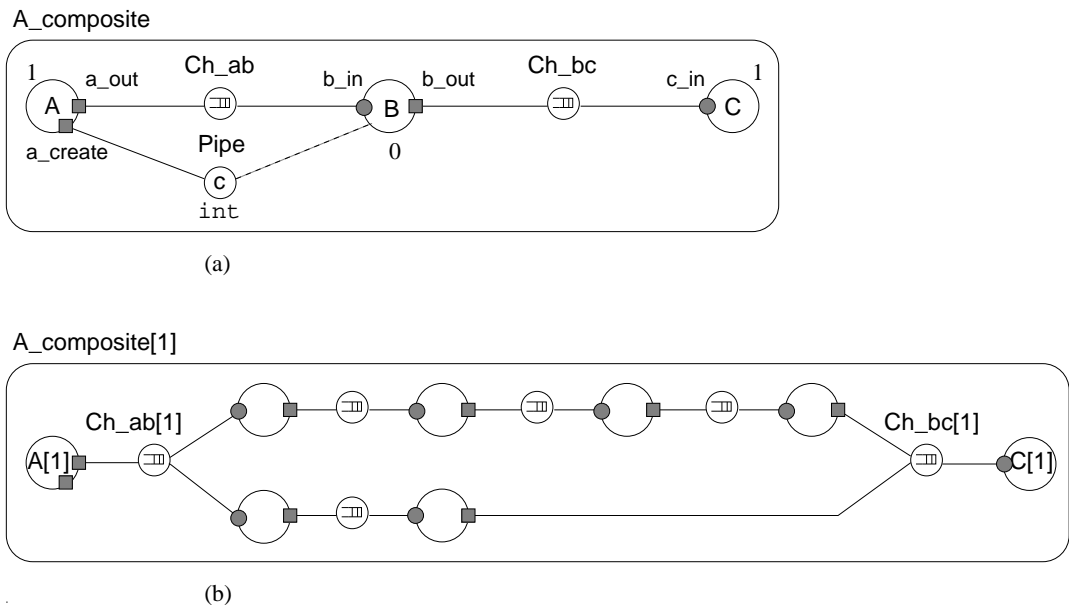 A_composite
1 a_out Ch_ab b_in b_out Ch_bc c_in 1
A B C
a_create Pipe 0
c
int
(a)
A_composite[1]
Ch_ab[1] Ch_bc[1]
A[1] C[1]
(b)